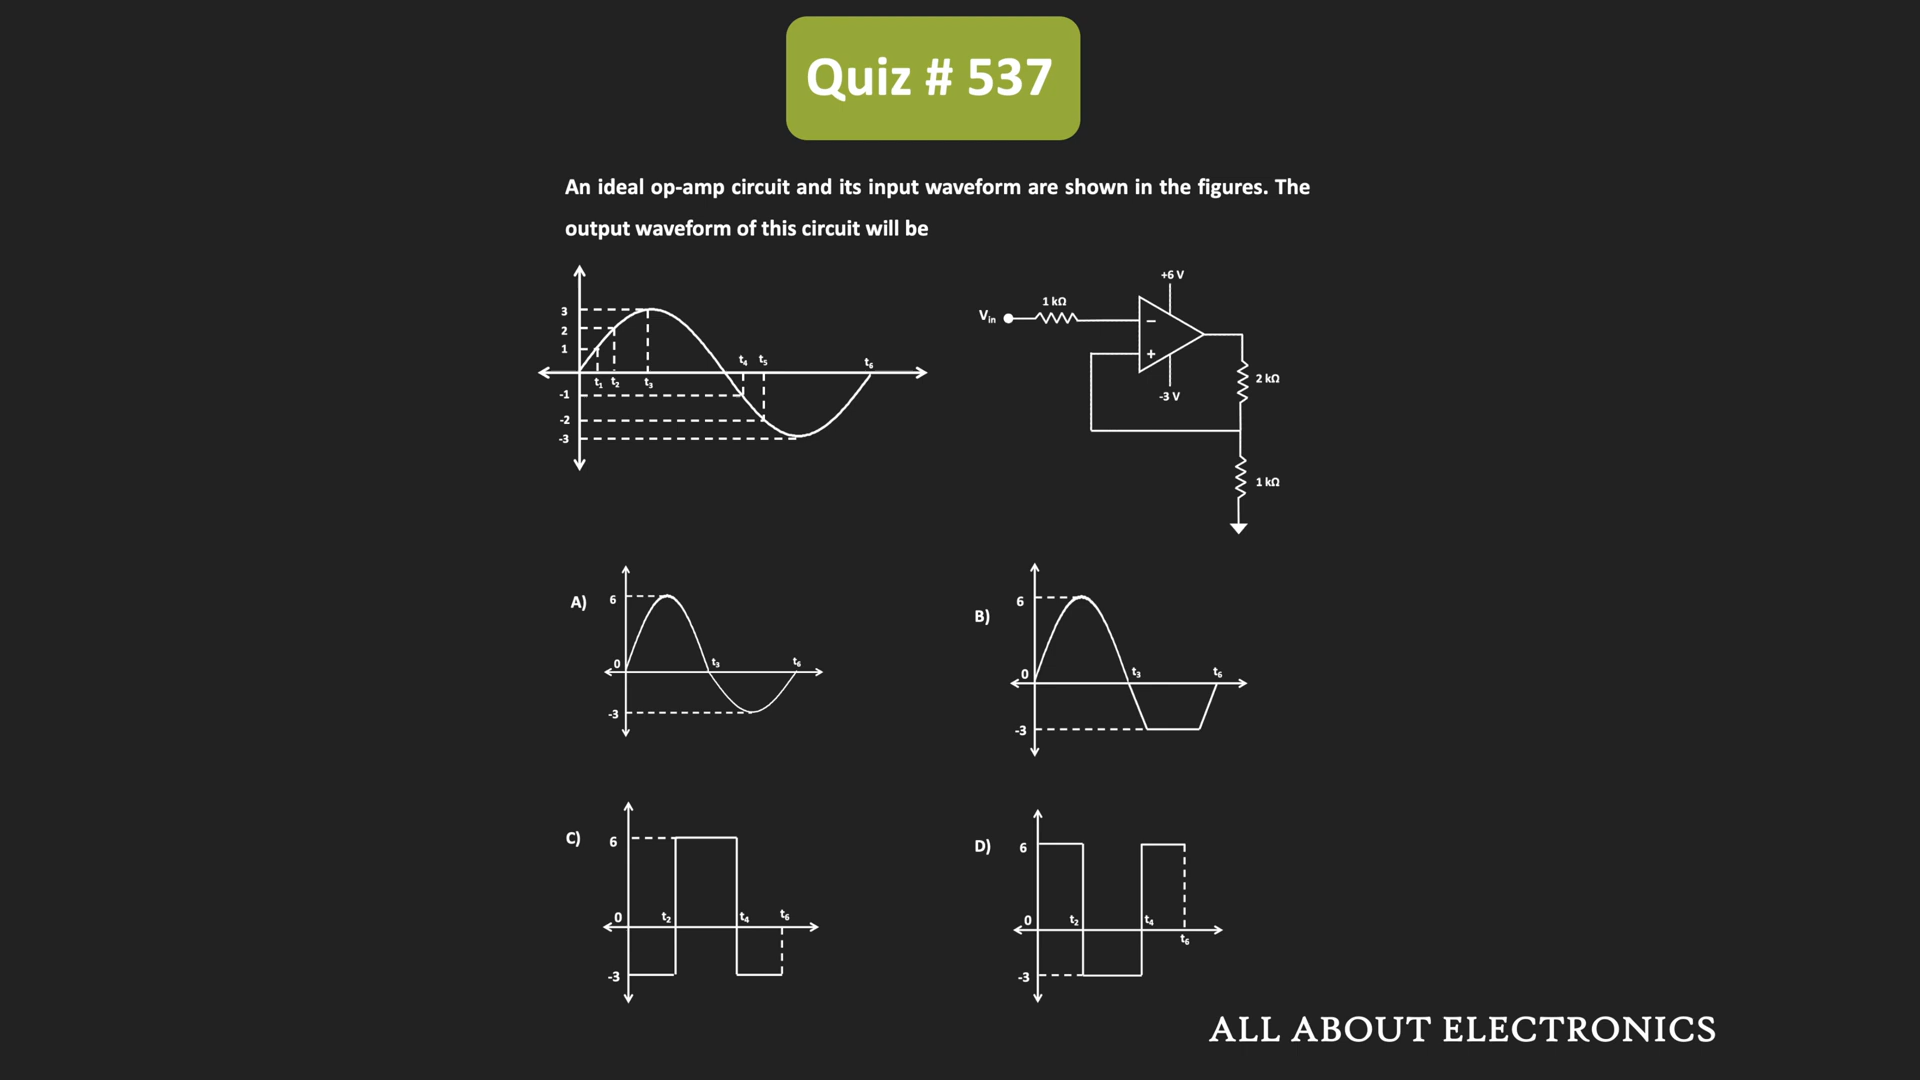 Quiz # 537
An ideal op-amp circuit and its input waveform are shown in the figures. The
output waveform of this circuit will be
3
2
1
-1
-2
-3
t1
t2
t3
t4
t5
t6
Vin
1 kΩ
+6 V
−
+
-3 V
2 kΩ
1 kΩ
A)
6
0
-3
t3
t6
B)
6
0
-3
t3
t6
C)
6
0
-3
t2
t4
t6
D)
6
0
-3
t2
t4
t6
ALL ABOUT ELECTRONICS